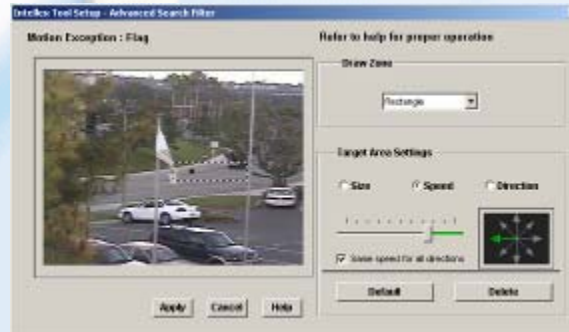 Intellex Tool Setup - Advanced Search Filter
Motion Exception : Flag
Refer to help for proper operation
Draw Zone
Rectangle
Target Area Settings
Size Speed Direction
Same speed for all directions
Default Delete
Apply Cancel Help